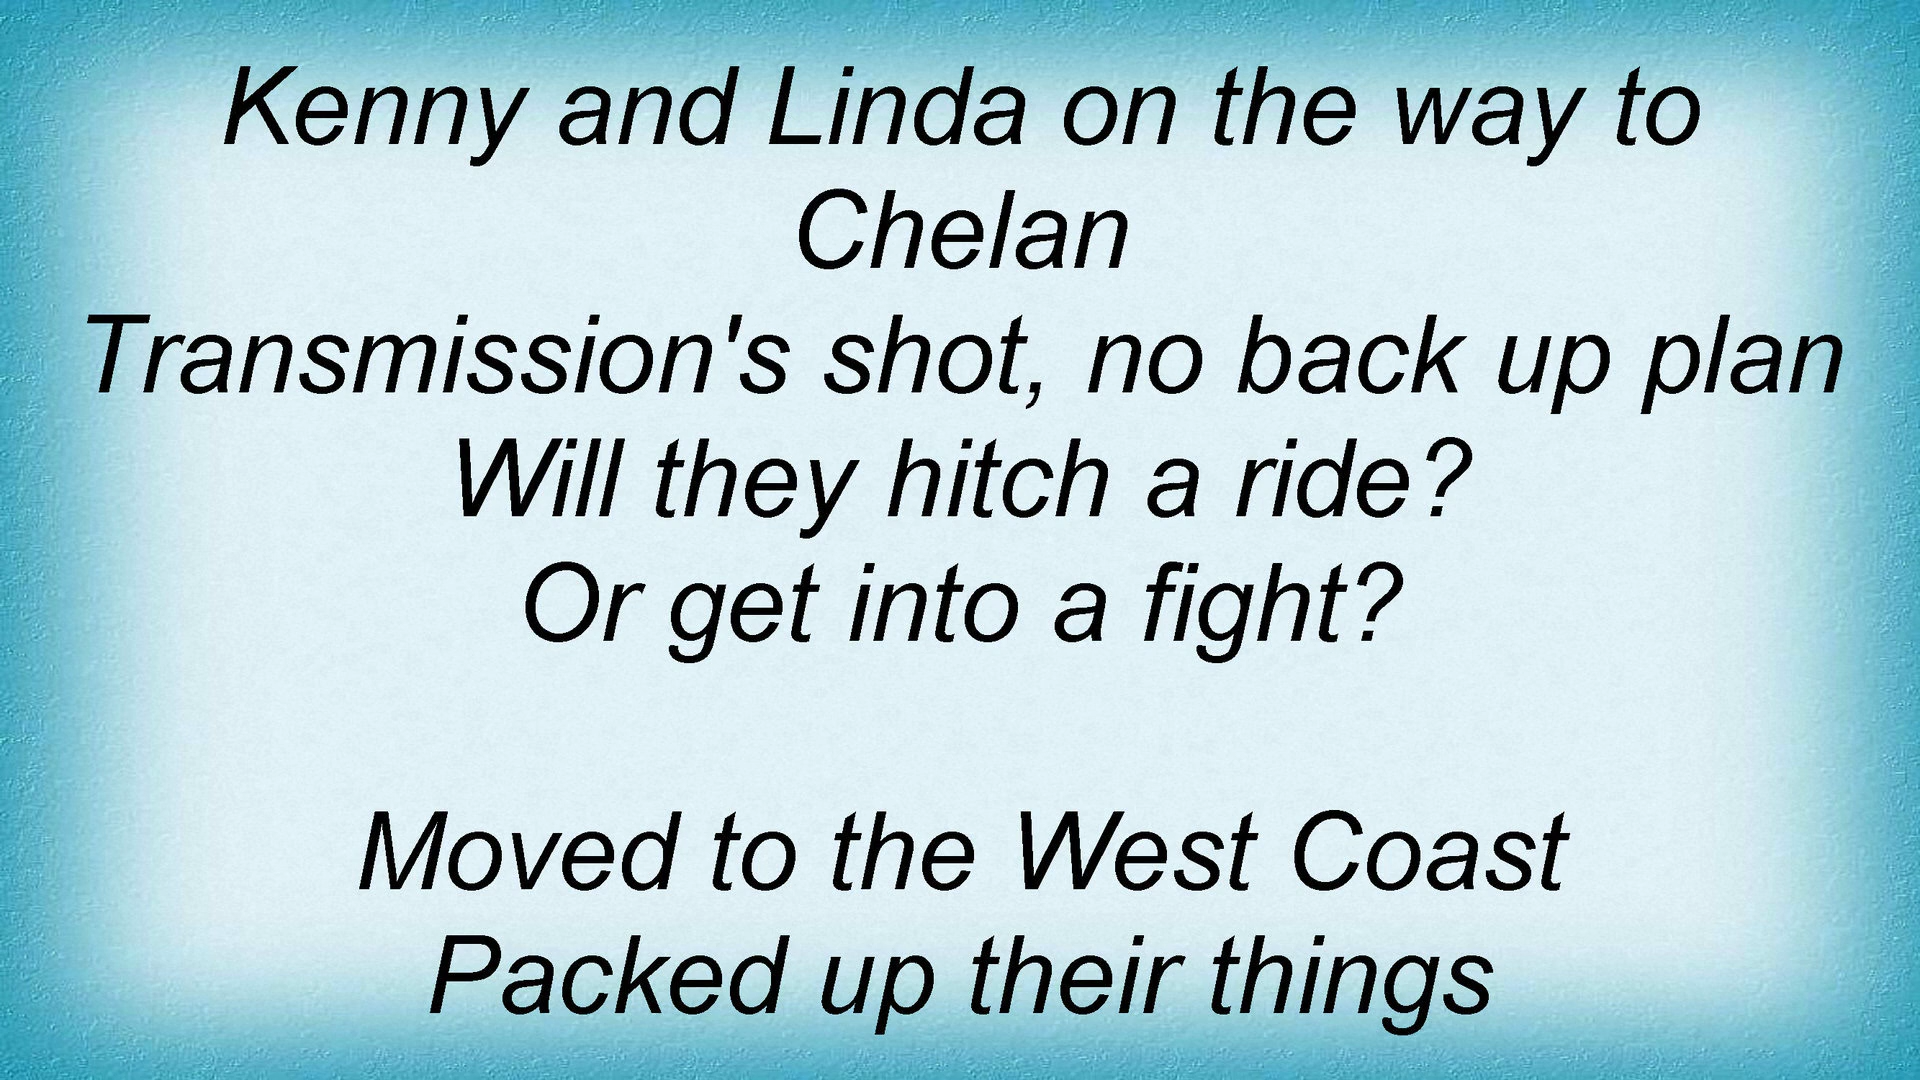 Kenny and Linda on the way to
Chelan
Transmission's shot, no back up plan
Will they hitch a ride?
Or get into a fight?
Moved to the West Coast
Packed up their things